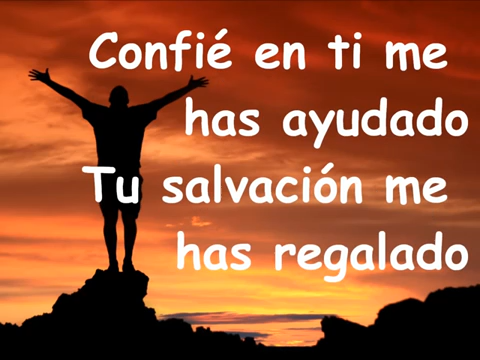 Confié en ti me
has ayudado
Tu salvación me
has regalado